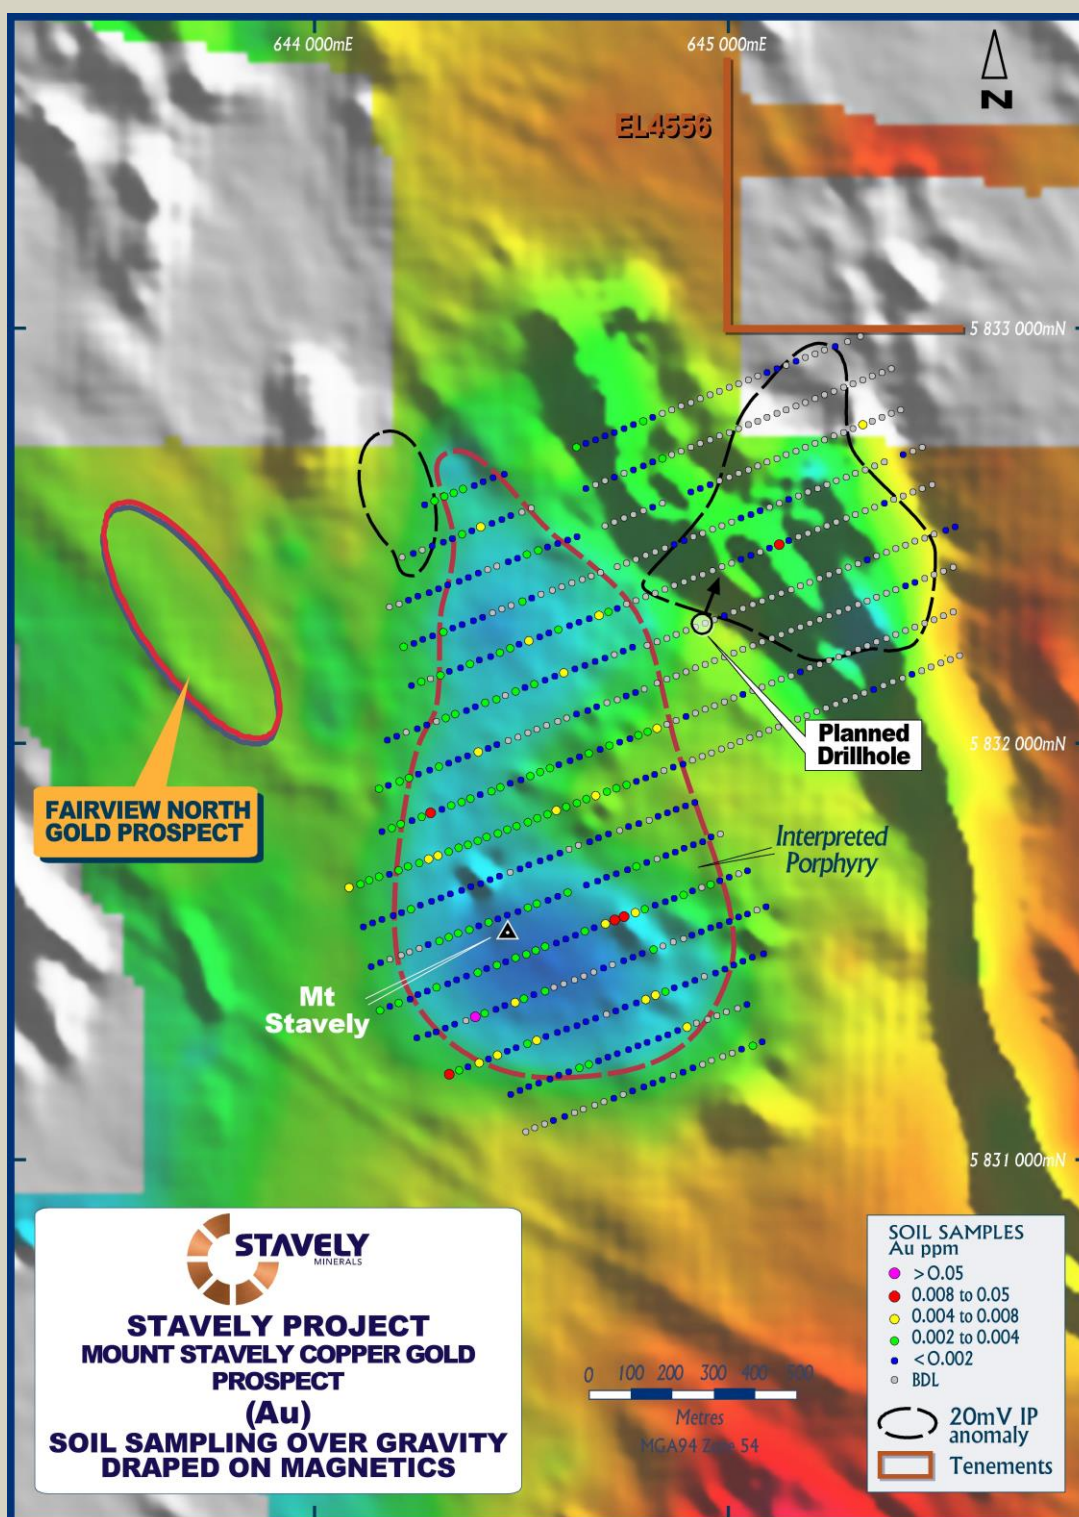 644 000mE
645 000mE
N
EL4556
5 833 000mN
Planned
Drillhole
5 832 000mN
FAIRVIEW NORTH
GOLD PROSPECT
Interpreted
Porphyry
Mt
Stavely
5 831 000mN
STAVELY
MINERALS
STAVELY PROJECT
MOUNT STAVELY COPPER GOLD
PROSPECT
(Au)
SOIL SAMPLING OVER GRAVITY
DRAPED ON MAGNETICS
0 100 200 300 400 500
Metres
MGA94 Zone 54
SOIL SAMPLES
Au ppm
>0.05
0.008 to 0.05
0.004 to 0.008
0.002 to 0.004
<0.002
BDL
20mV IP
anomaly
Tenements